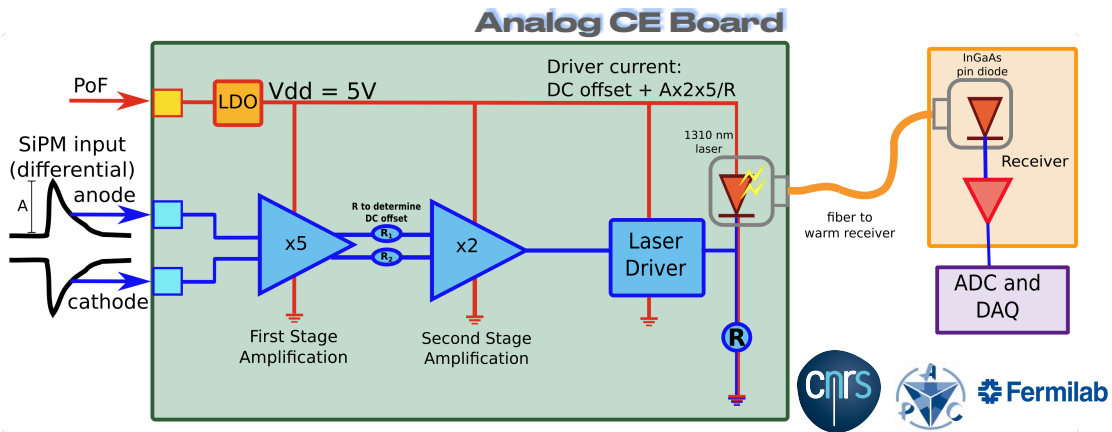 Analog CE Board
PoF
LDO
Vdd = 5V
Driver current:
DC offset + Ax2x5/R
InGaAs
pin diode
SiPM input
(differential)
A
anode
cathode
x5
R to determine
DC offset
R1
R2
x2
Laser
Driver
1310 nm
laser
R
First Stage
Amplification
Second Stage
Amplification
fiber to
warm receiver
Receiver
ADC and
DAQ
cnrs
A
P C
Fermilab